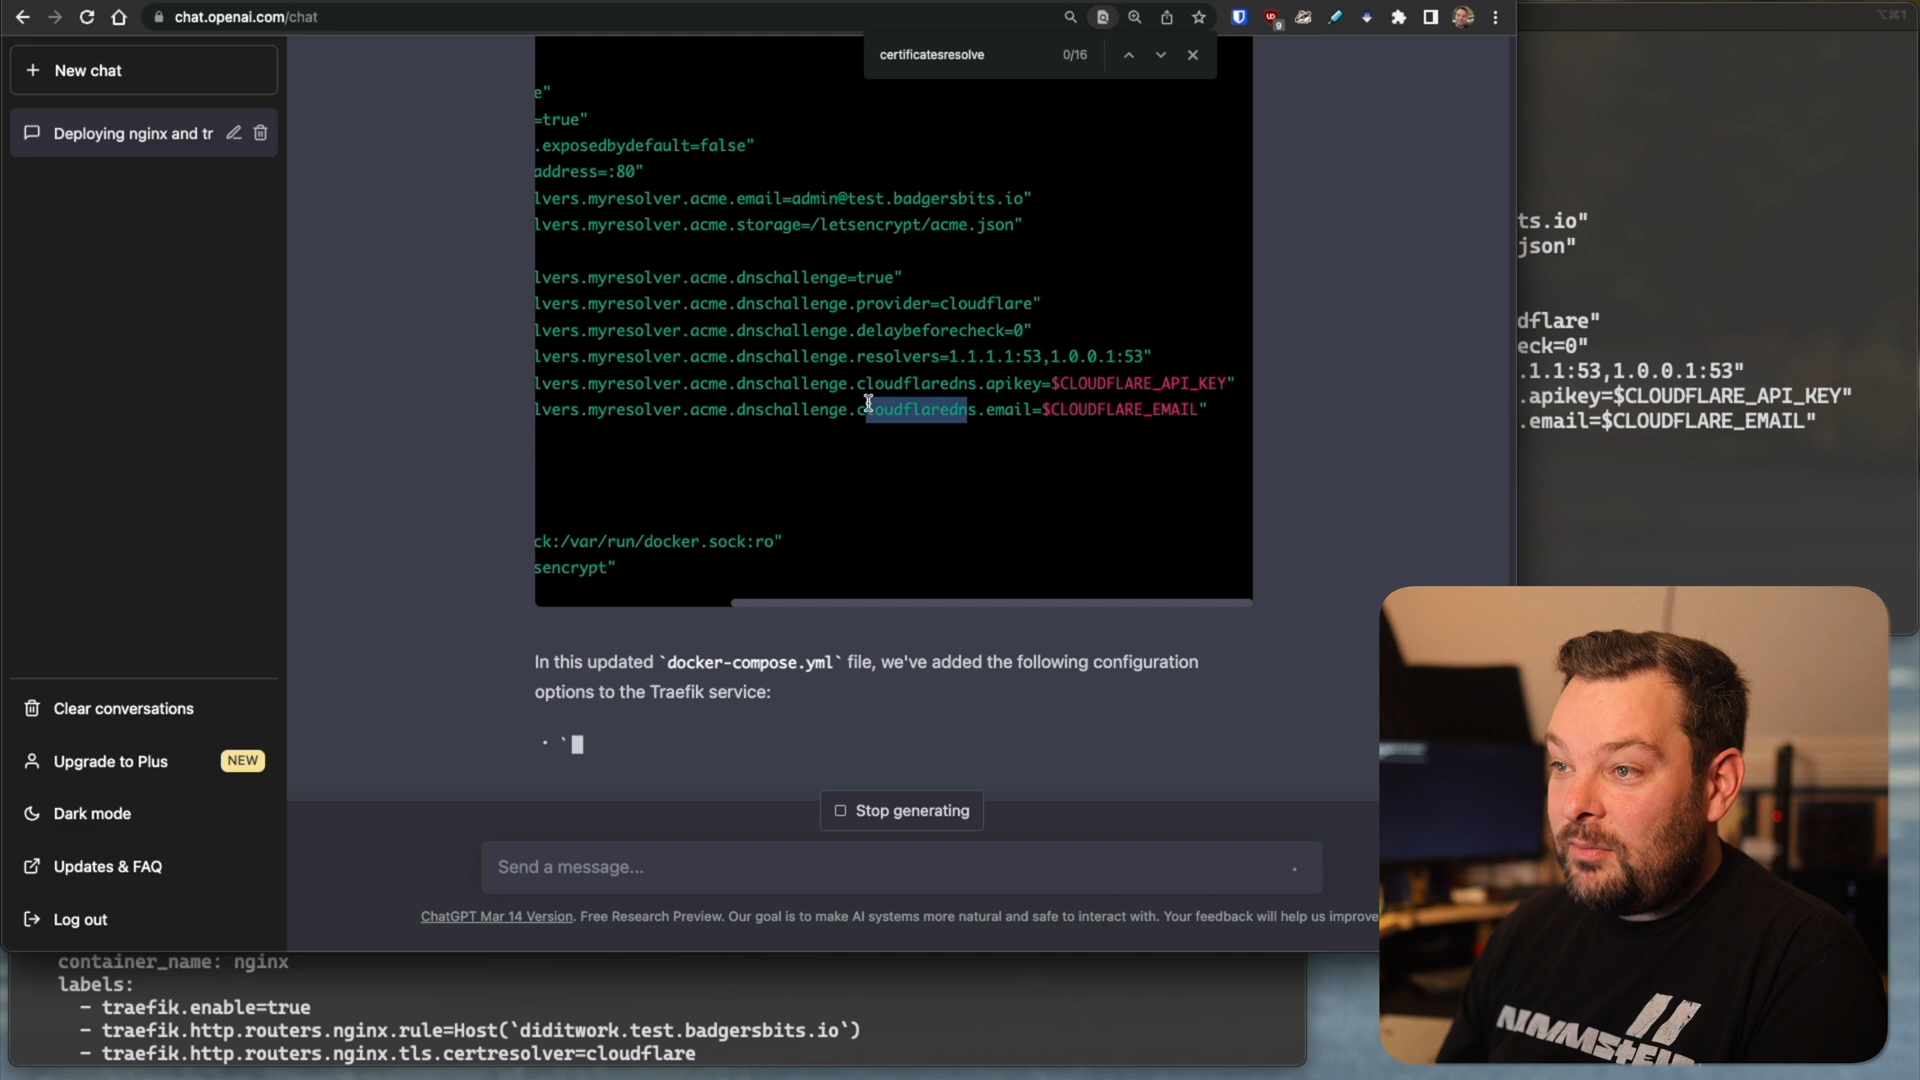 chat.openai.com/chat
9
certificatesresolve
0/16
New chat
Deploying nginx and tr
e"
=true"
.exposedbydefault=false"
address=:80"
lvers.myresolver.acme.email=admin@test.badgersbits.io"
lvers.myresolver.acme.storage=/letsencrypt/acme.json"
lvers.myresolver.acme.dnschallenge=true"
lvers.myresolver.acme.dnschallenge.provider=cloudflare"
lvers.myresolver.acme.dnschallenge.delaybeforecheck=0"
lvers.myresolver.acme.dnschallenge.resolvers=1.1.1.1:53,1.0.0.1:53"
lvers.myresolver.acme.dnschallenge.cloudflaredns.apikey=$CLOUDFLARE_API_KEY"
lvers.myresolver.acme.dnschallenge.cloudflaredns.email=$CLOUDFLARE_EMAIL"
ck:/var/run/docker.sock:ro"
sencrypt"
In this updated `docker-compose.yml` file, we've added the following configuration
options to the Traefik service:
• `
Stop generating
Send a message...
ChatGPT Mar 14 Version. Free Research Preview. Our goal is to make AI systems more natural and safe to interact with. Your feedback will help us improve
Clear conversations
Upgrade to Plus
NEW
Dark mode
Updates & FAQ
Log out
⌥⌘1
ts.io"
json"
dflare"
eck=0"
.1.1:53,1.0.0.1:53"
.apikey=$CLOUDFLARE_API_KEY"
.email=$CLOUDFLARE_EMAIL"
container_name: nginx
labels:
- traefik.enable=true
- traefik.http.routers.nginx.rule=Host(`diditwork.test.badgersbits.io`)
- traefik.http.routers.nginx.tls.certresolver=cloudflare